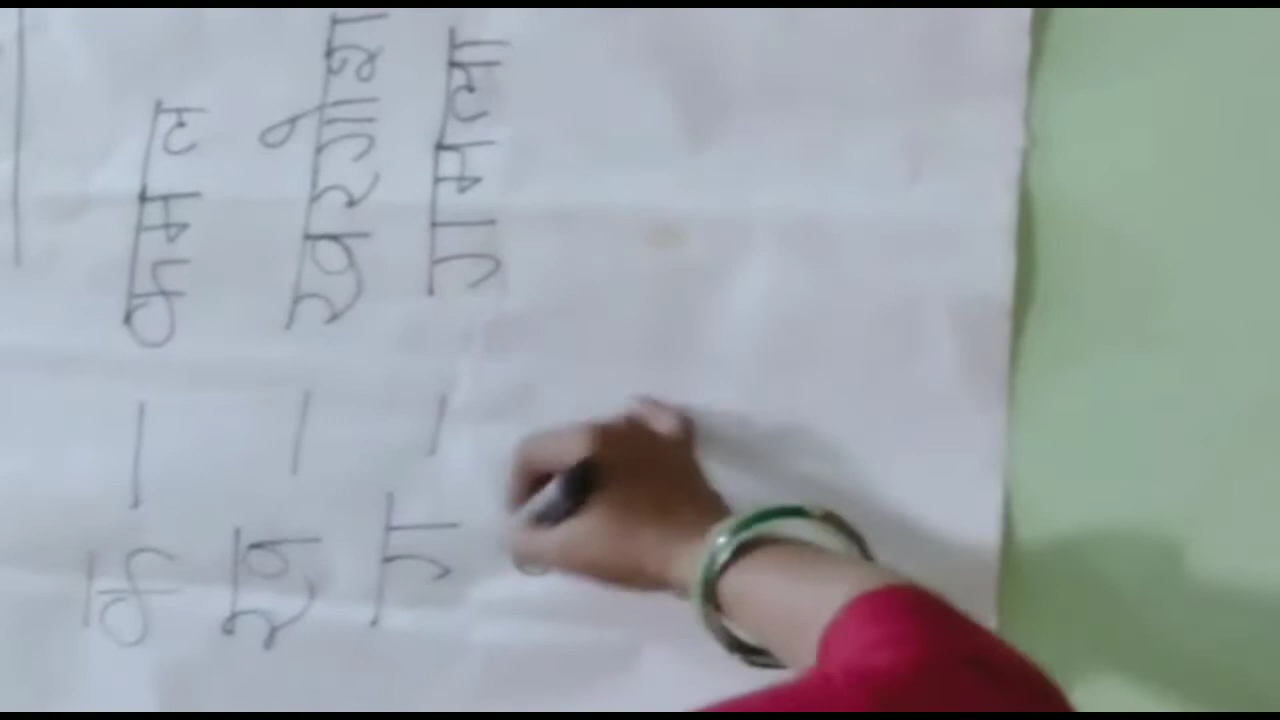 क - कमल
ख - खरगोश
ग - गमला